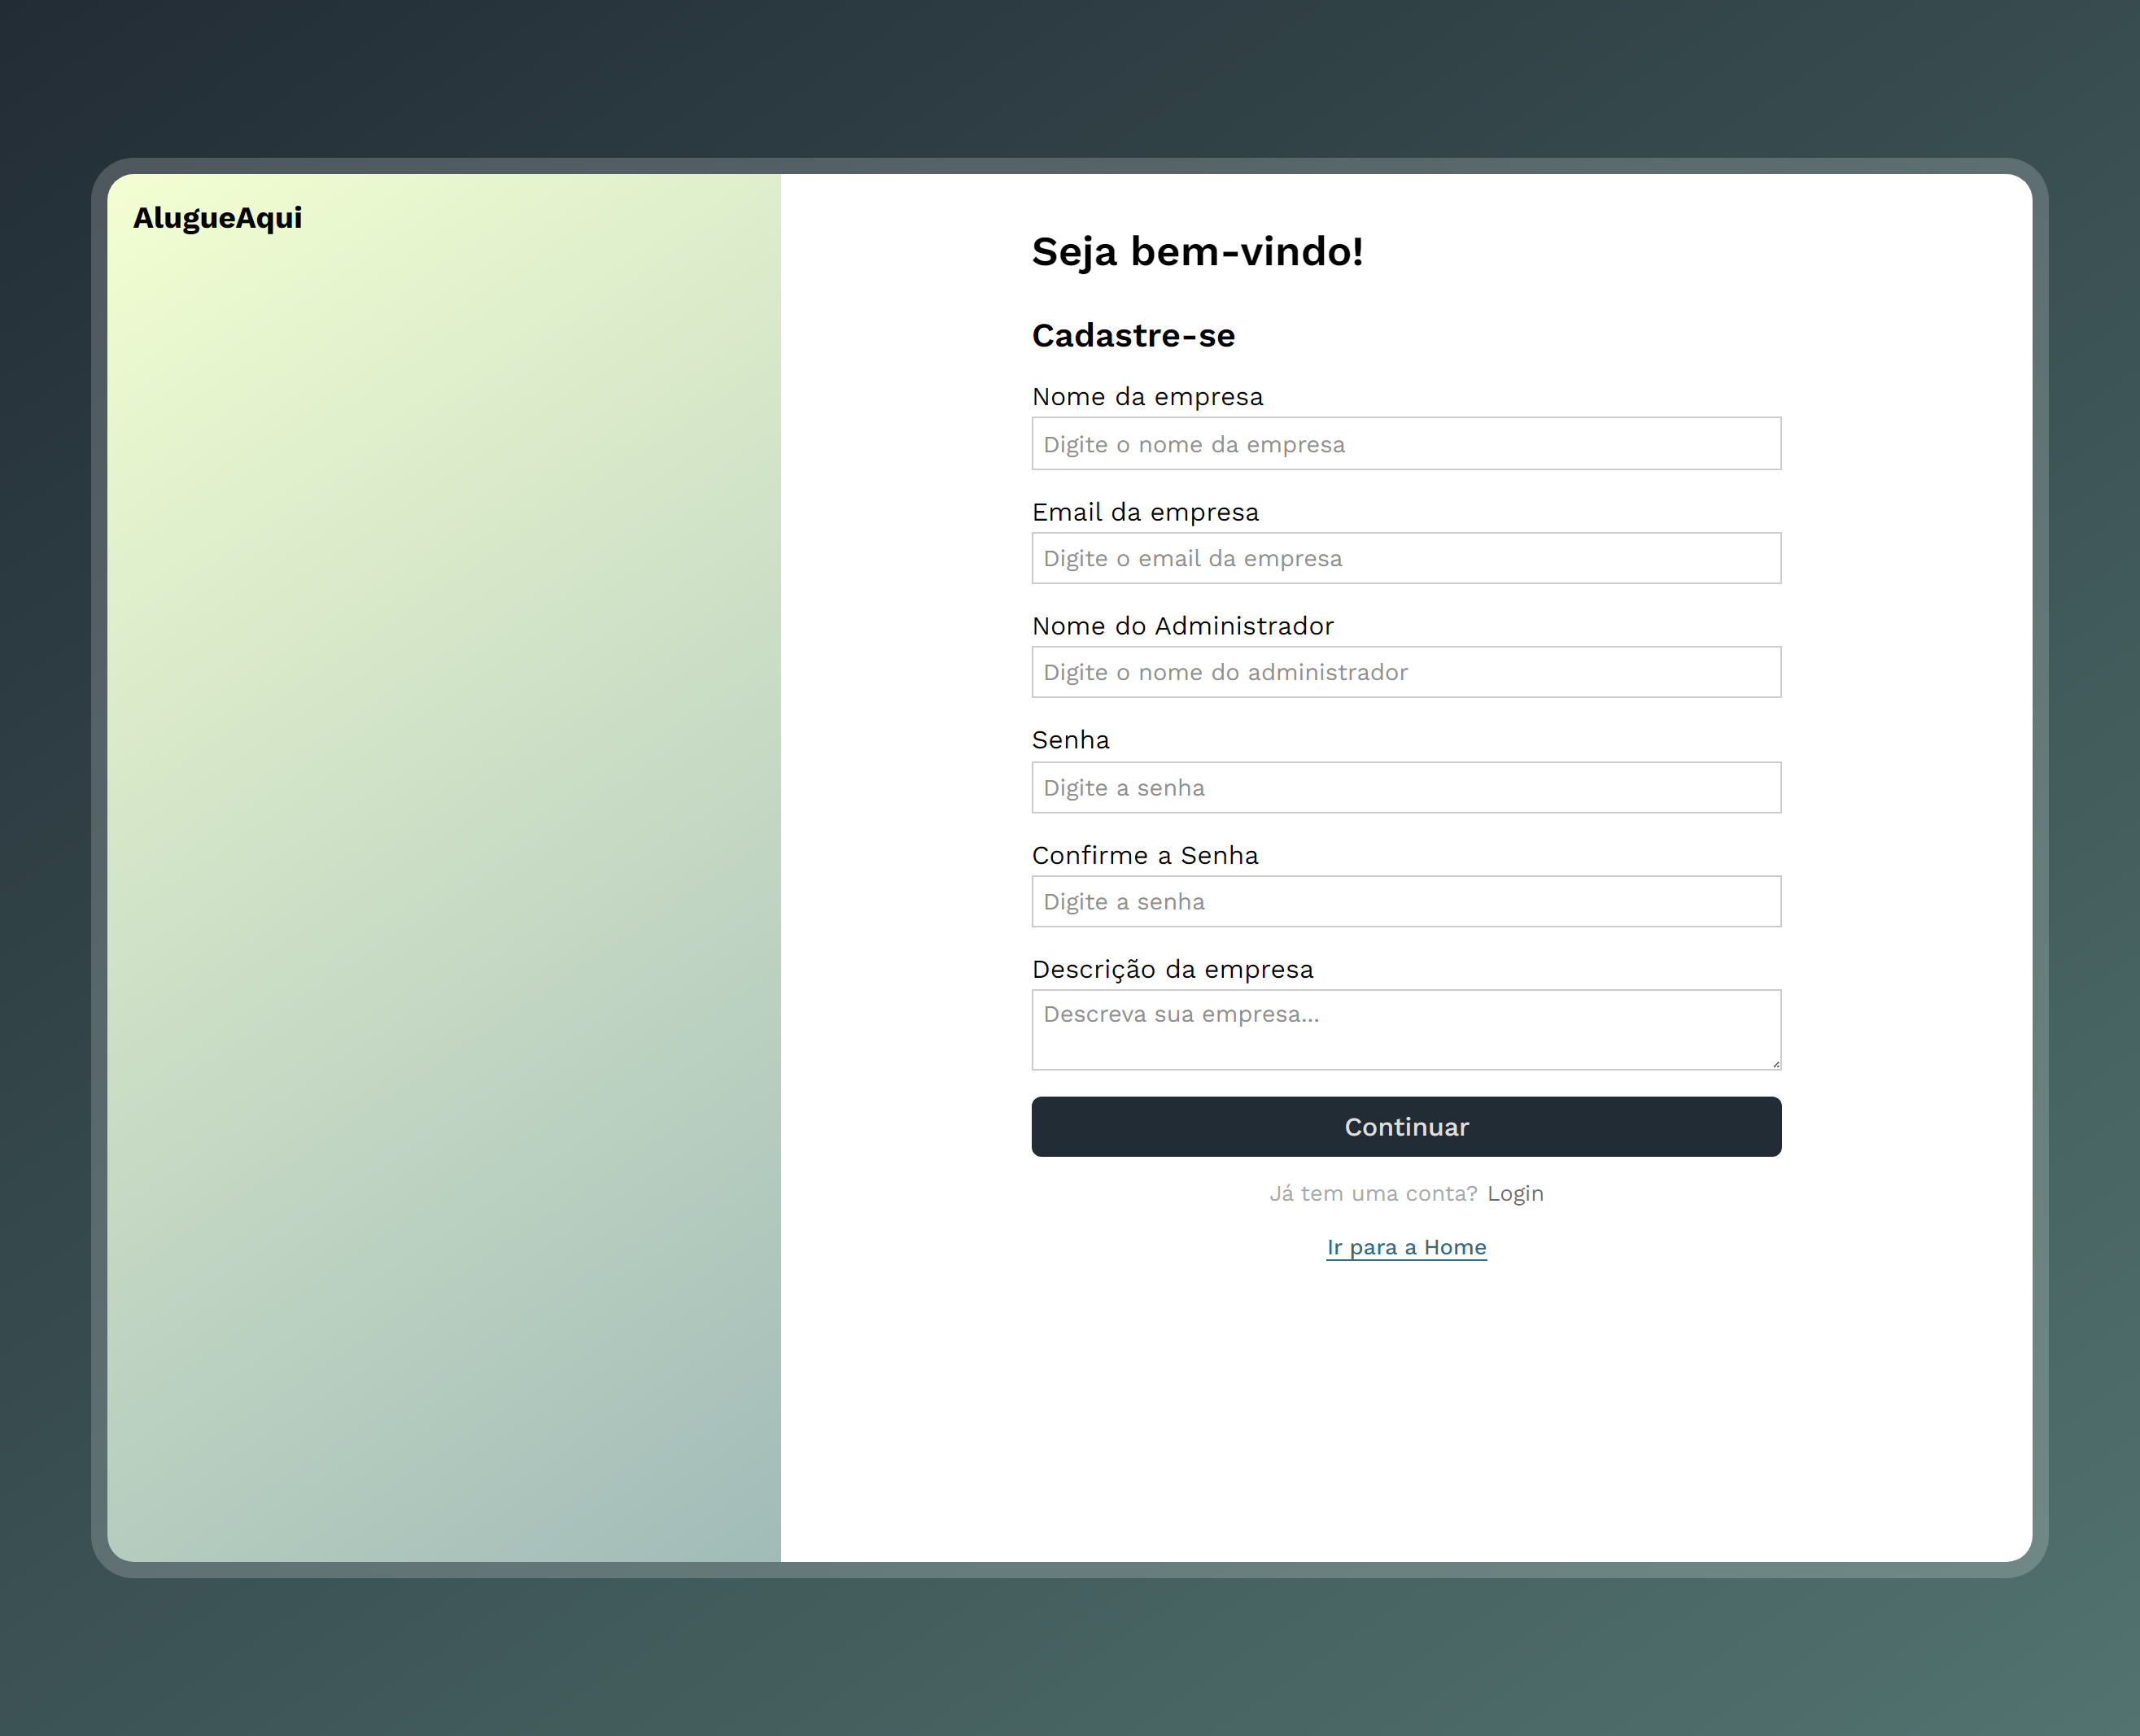 AlugueAqui
Seja bem-vindo!
Cadastre-se
Nome da empresa
Digite o nome da empresa
Email da empresa
Digite o email da empresa
Nome do Administrador
Digite o nome do administrador
Senha
Digite a senha
Confirme a Senha
Digite a senha
Descrição da empresa
Descreva sua empresa...
Continuar
Já tem uma conta? Login
Ir para a Home